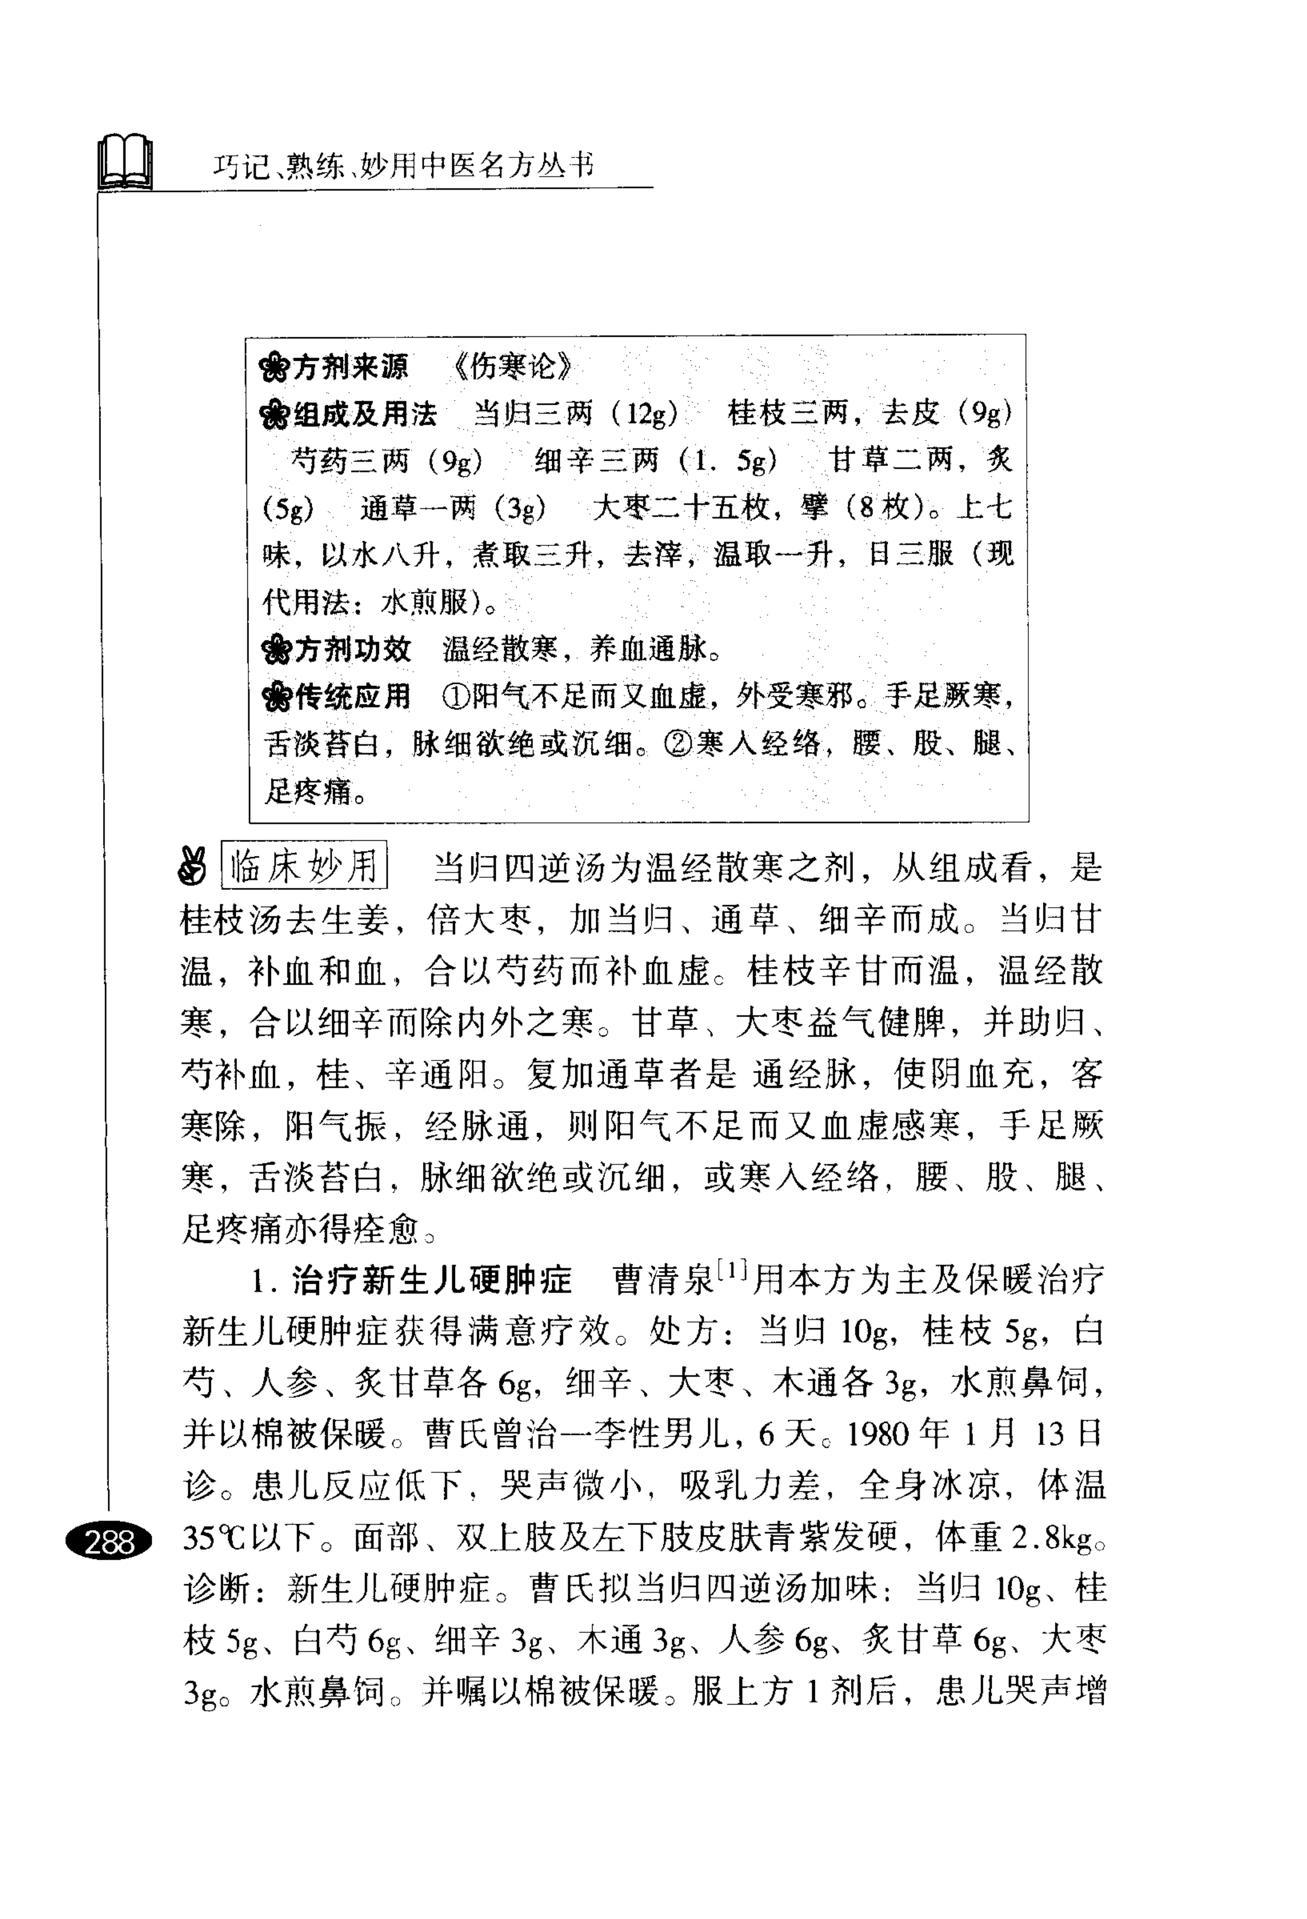 巧记、熟练、妙用中医名方丛书
方剂来源 《伤寒论》
组成及用法 当归三两（12g） 桂枝三两，去皮（9g）
芍药三两（9g） 细辛三两（1. 5g） 甘草二两，炙
（5g） 通草一两（3g） 大枣二十五枚，擘（8枚）。上七
味，以水八升，煮取三升，去滓，温取一升，日三服（现
代用法：水煎服）。
方剂功效 温经散寒，养血通脉。
传统应用 ①阳气不足而又血虚，外受寒邪。手足厥寒，
舌淡苔白，脉细欲绝或沉细。②寒入经络，腰、股、腿、
足疼痛。
临床妙用 当归四逆汤为温经散寒之剂，从组成看，是
桂枝汤去生姜，倍大枣，加当归、通草、细辛而成。当归甘
温，补血和血，合以芍药而补血虚。桂枝辛甘而温，温经散
寒，合以细辛而除内外之寒。甘草、大枣益气健脾，并助归、
芍补血，桂、辛通阳。复加通草者是 通经脉，使阴血充，客
寒除，阳气振，经脉通，则阳气不足而又血虚感寒，手足厥
寒，舌淡苔白，脉细欲绝或沉细，或寒入经络，腰、股、腿、
足疼痛亦得痊愈。
1. 治疗新生儿硬肿症 曹清泉[1]用本方为主及保暖治疗
新生儿硬肿症获得满意疗效。处方：当归 10g，桂枝 5g，白
芍、人参、炙甘草各 6g，细辛、大枣、木通各 3g，水煎鼻饲，
并以棉被保暖。曹氏曾治一李性男儿，6 天。1980 年 1 月 13 日
诊。患儿反应低下，哭声微小，吸乳力差，全身冰凉，体温
35℃以下。面部、双上肢及左下肢皮肤青紫发硬，体重 2.8kg。
诊断：新生儿硬肿症。曹氏拟当归四逆汤加味：当归 10g、桂
枝 5g、白芍 6g、细辛 3g、木通 3g、人参 6g、炙甘草 6g、大枣
3g。水煎鼻饲。并嘱以棉被保暖。服上方 1 剂后，患儿哭声增
288